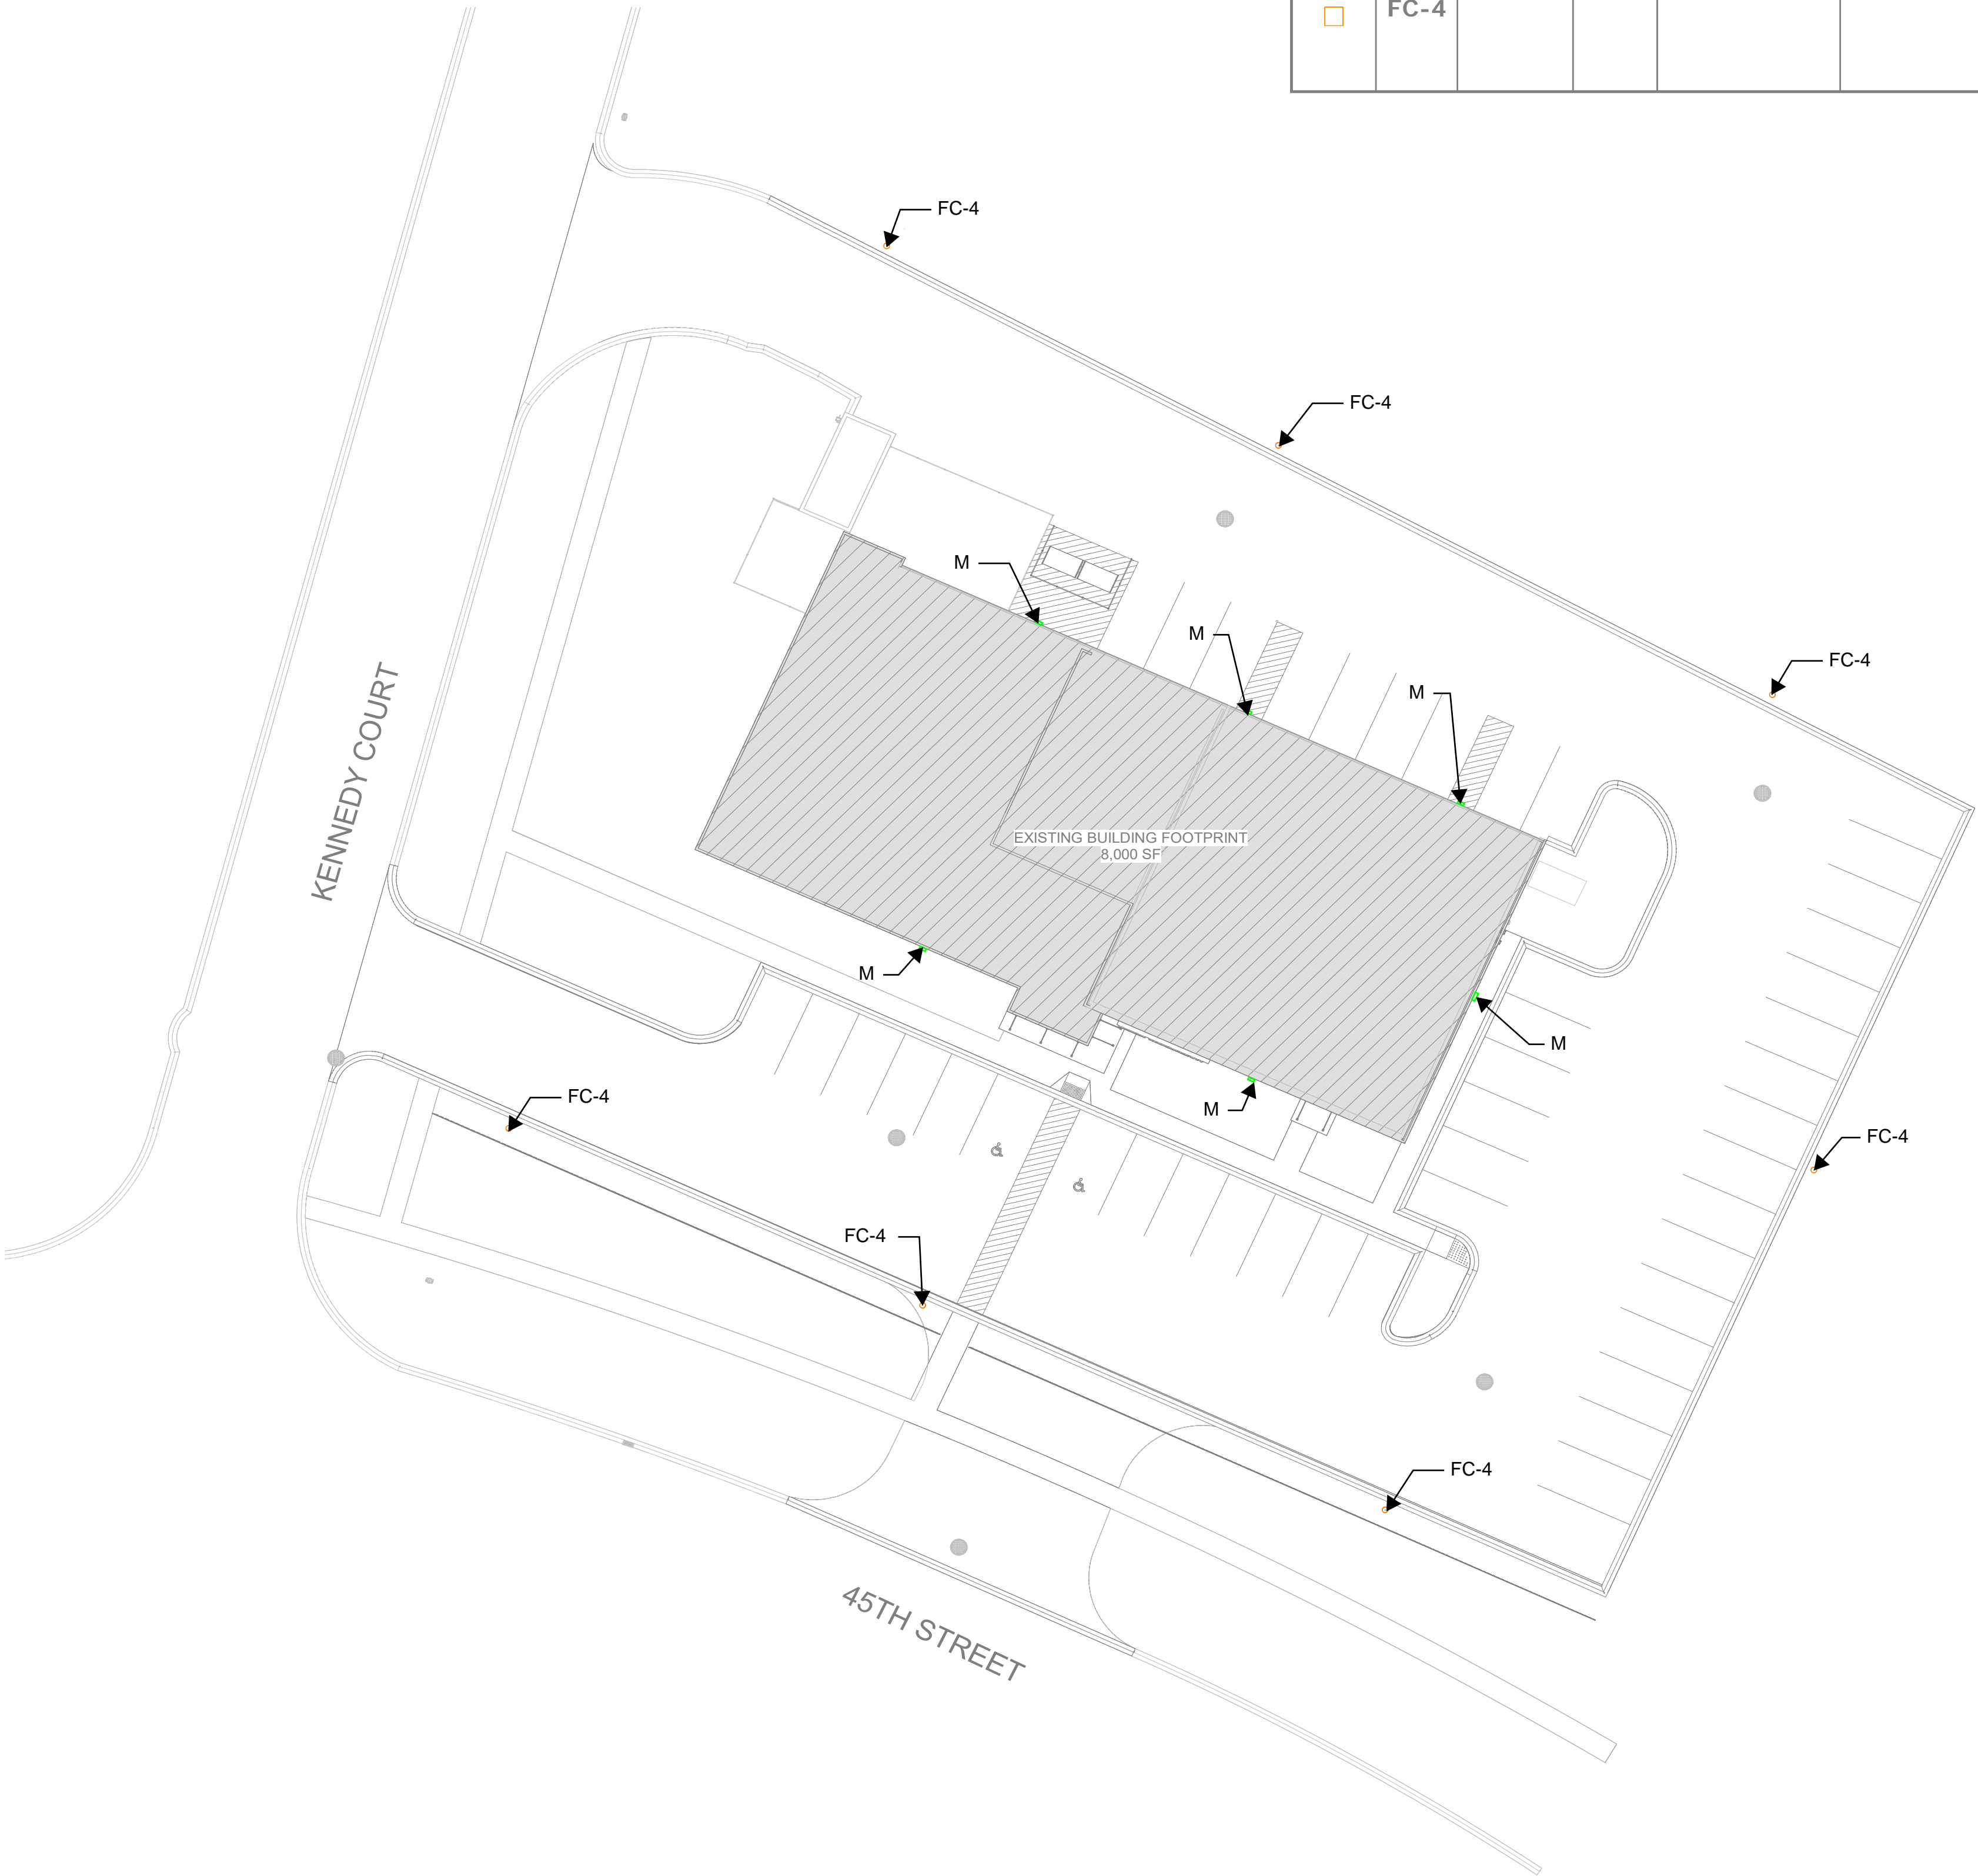 FC-4
FC-4
FC-4
M
M
FC-4
M
KENNEDY COURT
EXISTING BUILDING FOOTPRINT
8,000 SF
M
M
FC-4
M
FC-4
FC-4
FC-4
45TH STREET